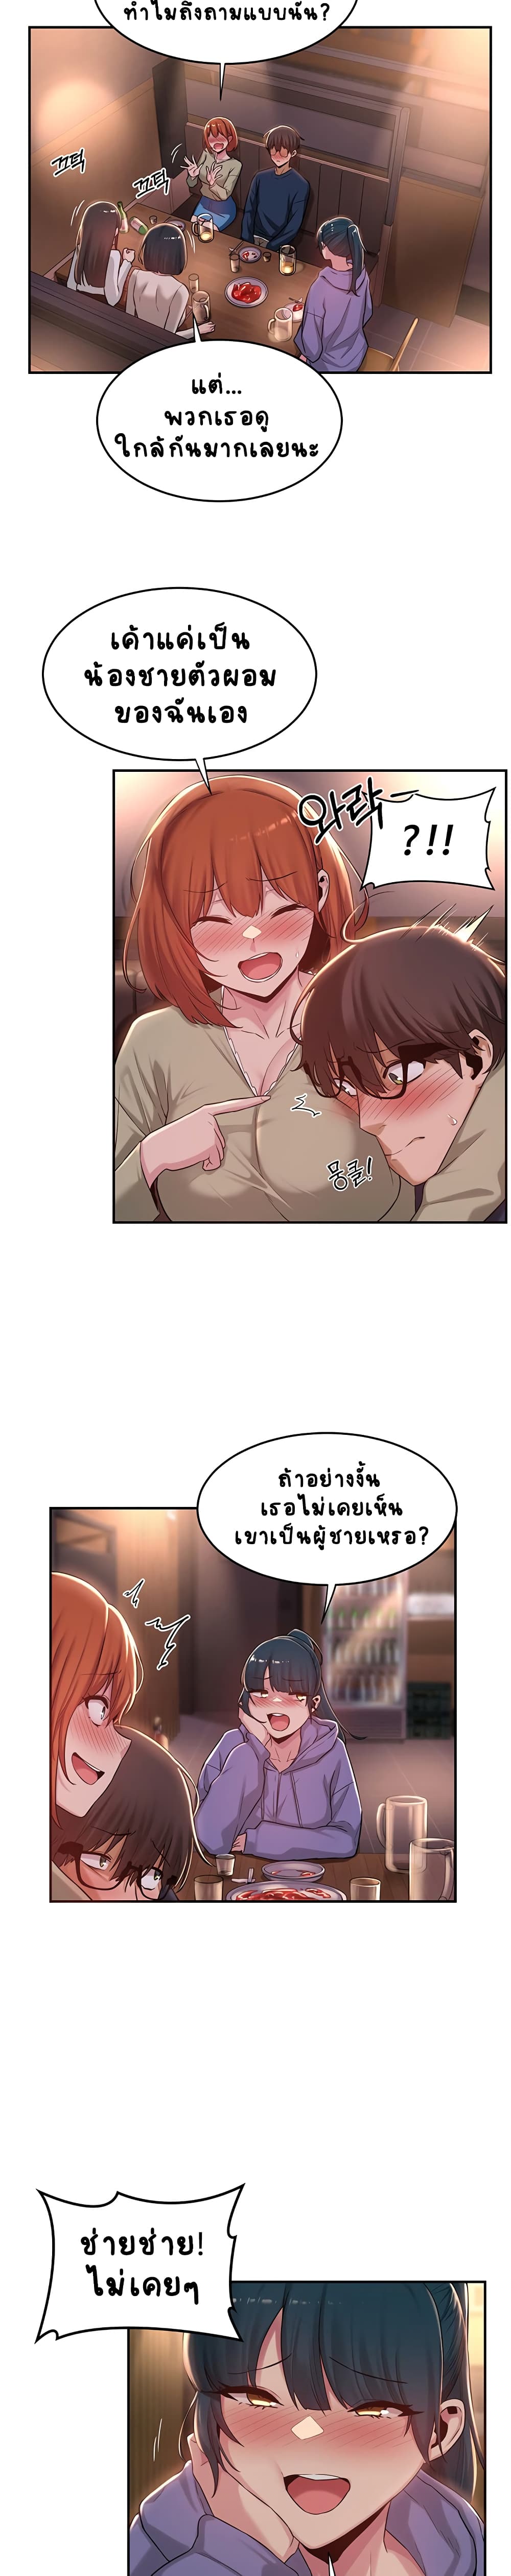 ทำไมถึงถามแบบนั้น?
끄덕
끄덕
แต่...
พวกเธอดู
ใกล้กันมากเลยนะ
เค้าแค่เป็น
น้องชายตัวผอม
ของฉันเอง
와락
?!!
뭉클!
ถ้าอย่างงั้น
เธอไม่เคยเห็น
เขาเป็นผู้ชายเหรอ?
ช่ายช่าย!
ไม่เคยๆ